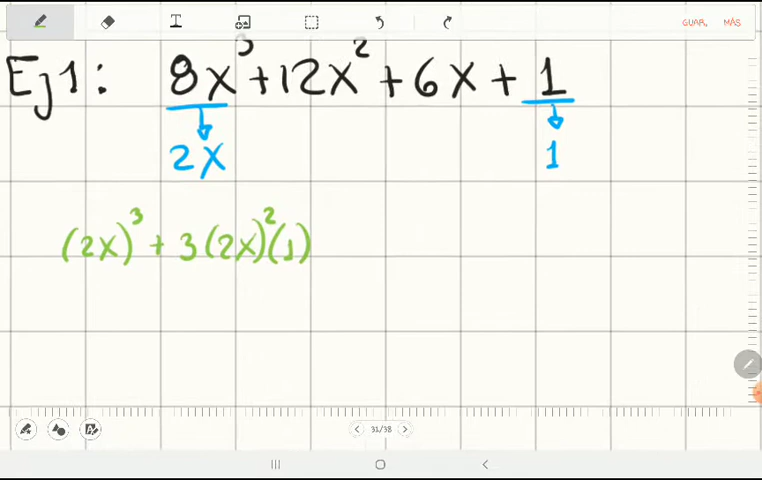 GUAR. MÁS
Ej1: 8x³+12x²+6x+1
2x 1
(2x)³+3(2x)²(1)
31/38